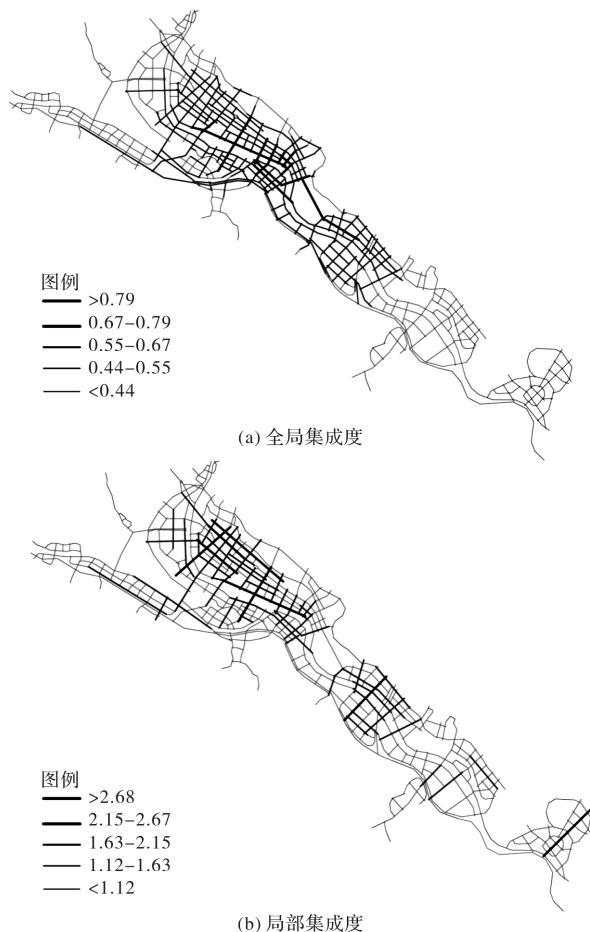 图例
>0.79
0.67-0.79
0.55-0.67
0.44-0.55
<0.44
(a) 全局集成度
图例
>2.68
2.15-2.67
1.63-2.15
1.12-1.63
<1.12
(b) 局部集成度